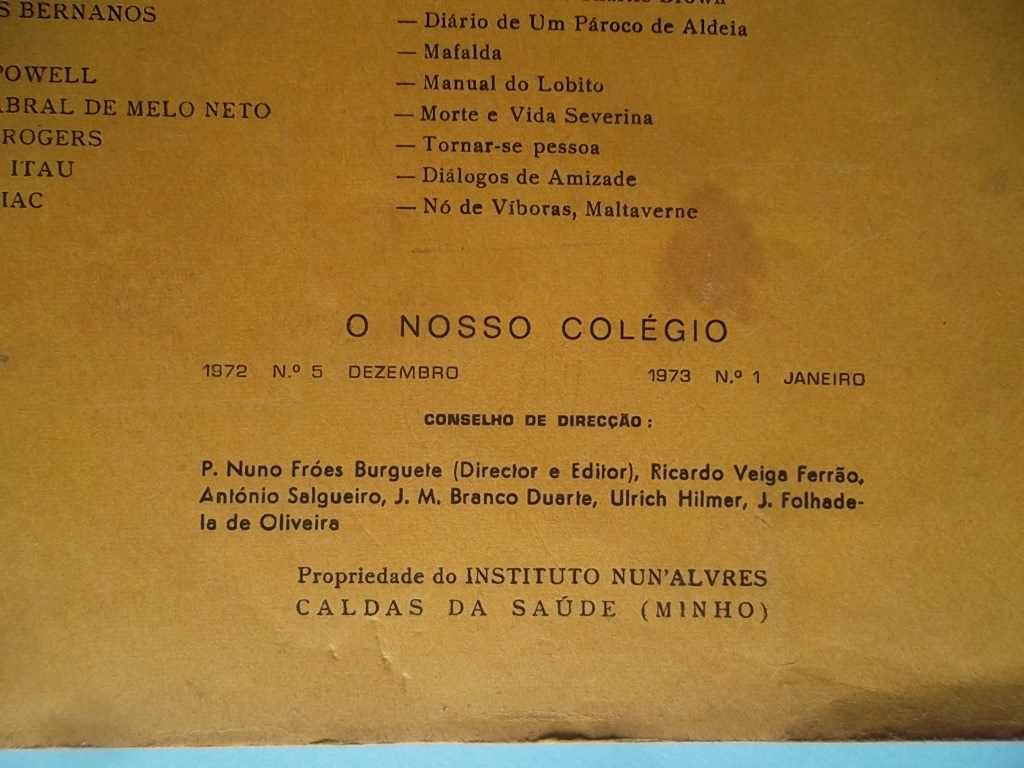 S BERNANOS
— Diário de Um Pároco de Aldeia
— Mafalda
POWELL — Manual do Lobito
ABRAL DE MELO NETO — Morte e Vida Severina
ROGERS — Tornar-se pessoa
ITAU — Diálogos de Amizade
IAC — Nó de Víboras, Maltaverne
O NOSSO COLÉGIO
1972 N.º 5 DEZEMBRO 1973 N.º 1 JANEIRO
CONSELHO DE DIRECÇÃO :
P. Nuno Fróes Burguete (Director e Editor), Ricardo Veiga Ferrão,
António Salgueiro, J. M. Branco Duarte, Ulrich Hilmer, J. Folhade-
la de Oliveira
Propriedade do INSTITUTO NUN'ALVRES
CALDAS DA SAÚDE (MINHO)